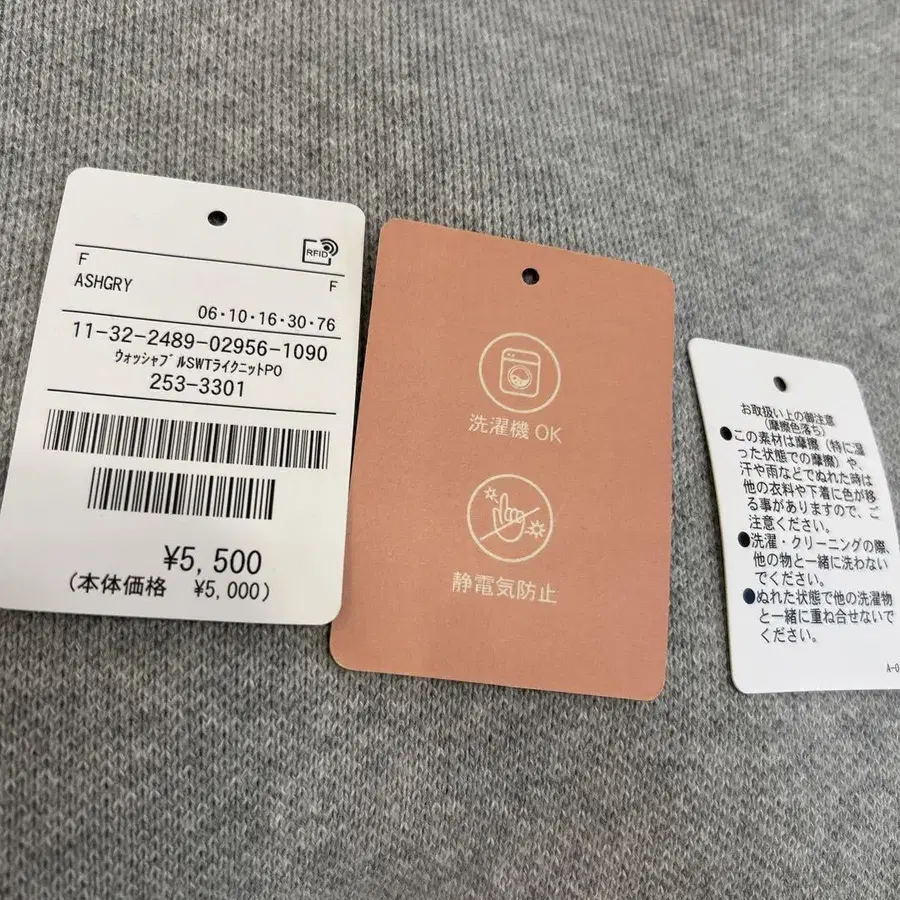 RFID
F F
ASHGRY
06・10・16・30・76
11-32-2489-02956-1090
ウォッシャブルSWTライクニットPO
253-3301
¥5,500
(本体価格 ¥5,000)
洗濯機 OK
静電気防止
お取扱い上の御注意
(摩擦色落ち)
●この素材は摩擦(特に湿
った状態での摩擦)や、
汗や雨などでぬれた時は
他の衣料や下着に色が移
る事がありますので、ご
注意ください。
●洗濯・クリーニングの際、
他の物と一緒に洗わない
でください。
●ぬれた状態で他の洗濯物
と一緒に重ね合せないで
ください。
A-0